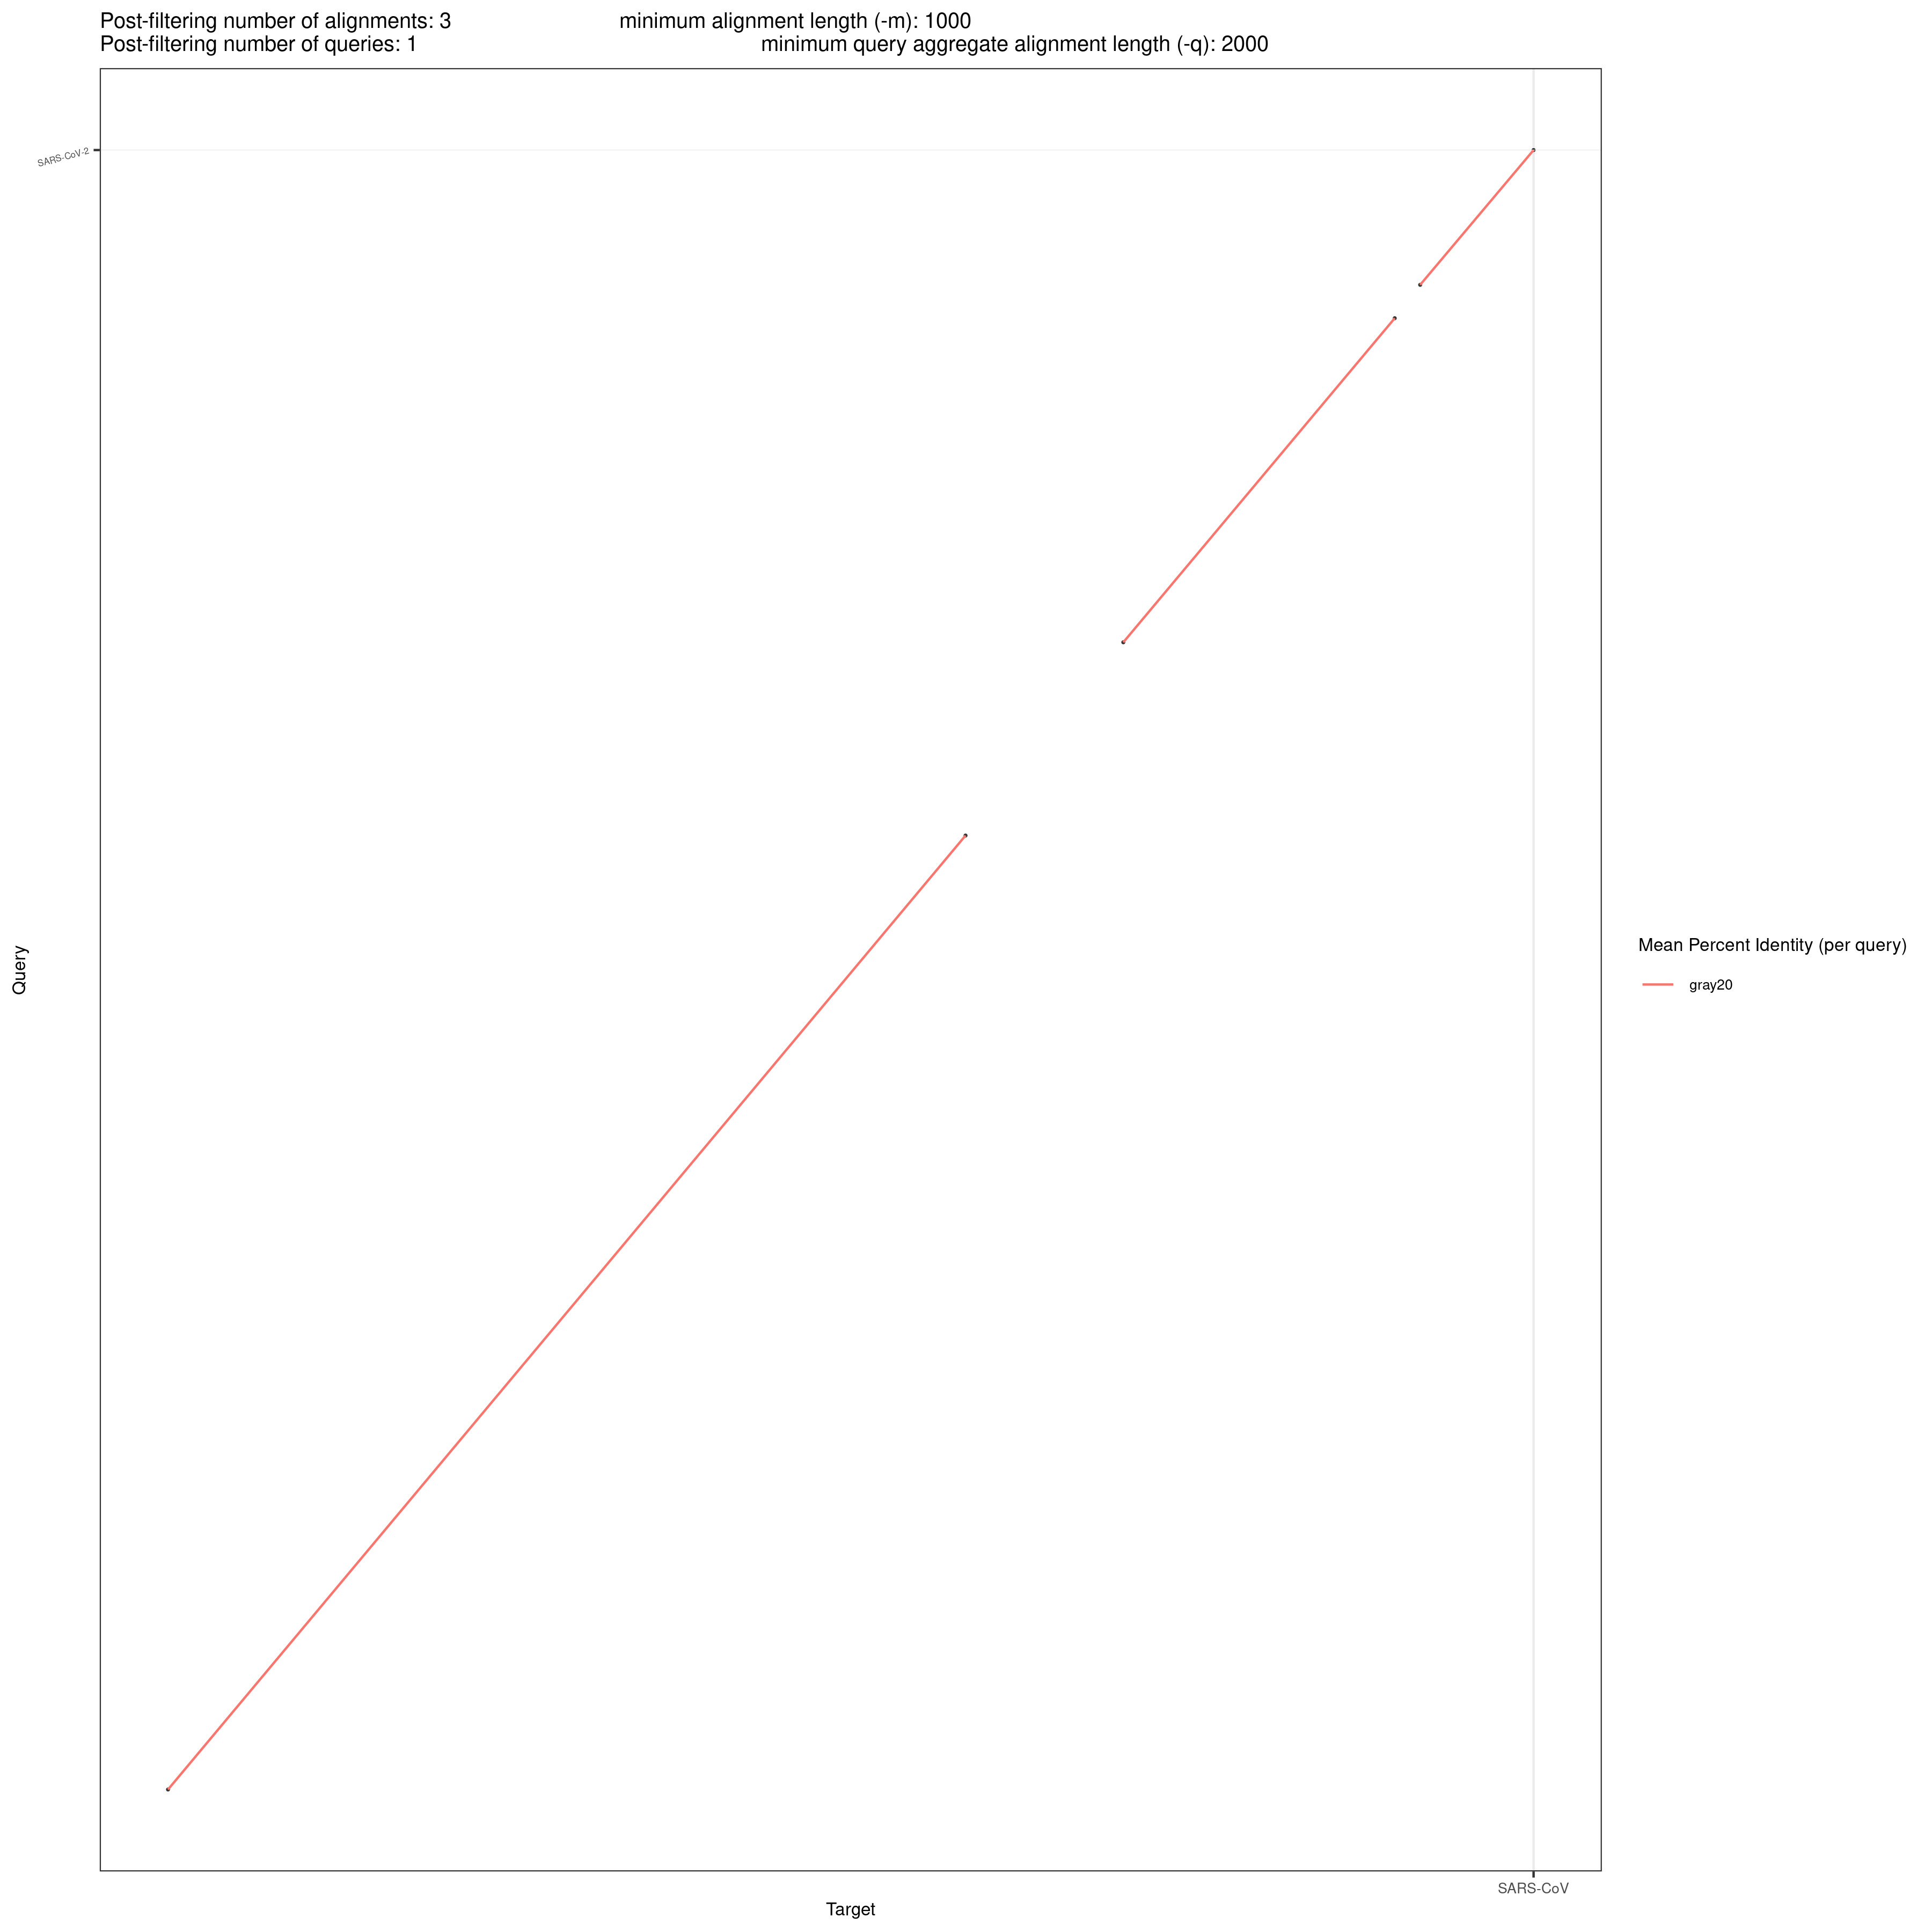 Post-filtering number of alignments: 3 minimum alignment length (-m): 1000
Post-filtering number of queries: 1 minimum query aggregate alignment length (-q): 2000
SARS-CoV-2
Query
Mean Percent Identity (per query)
gray20
SARS-CoV
Target